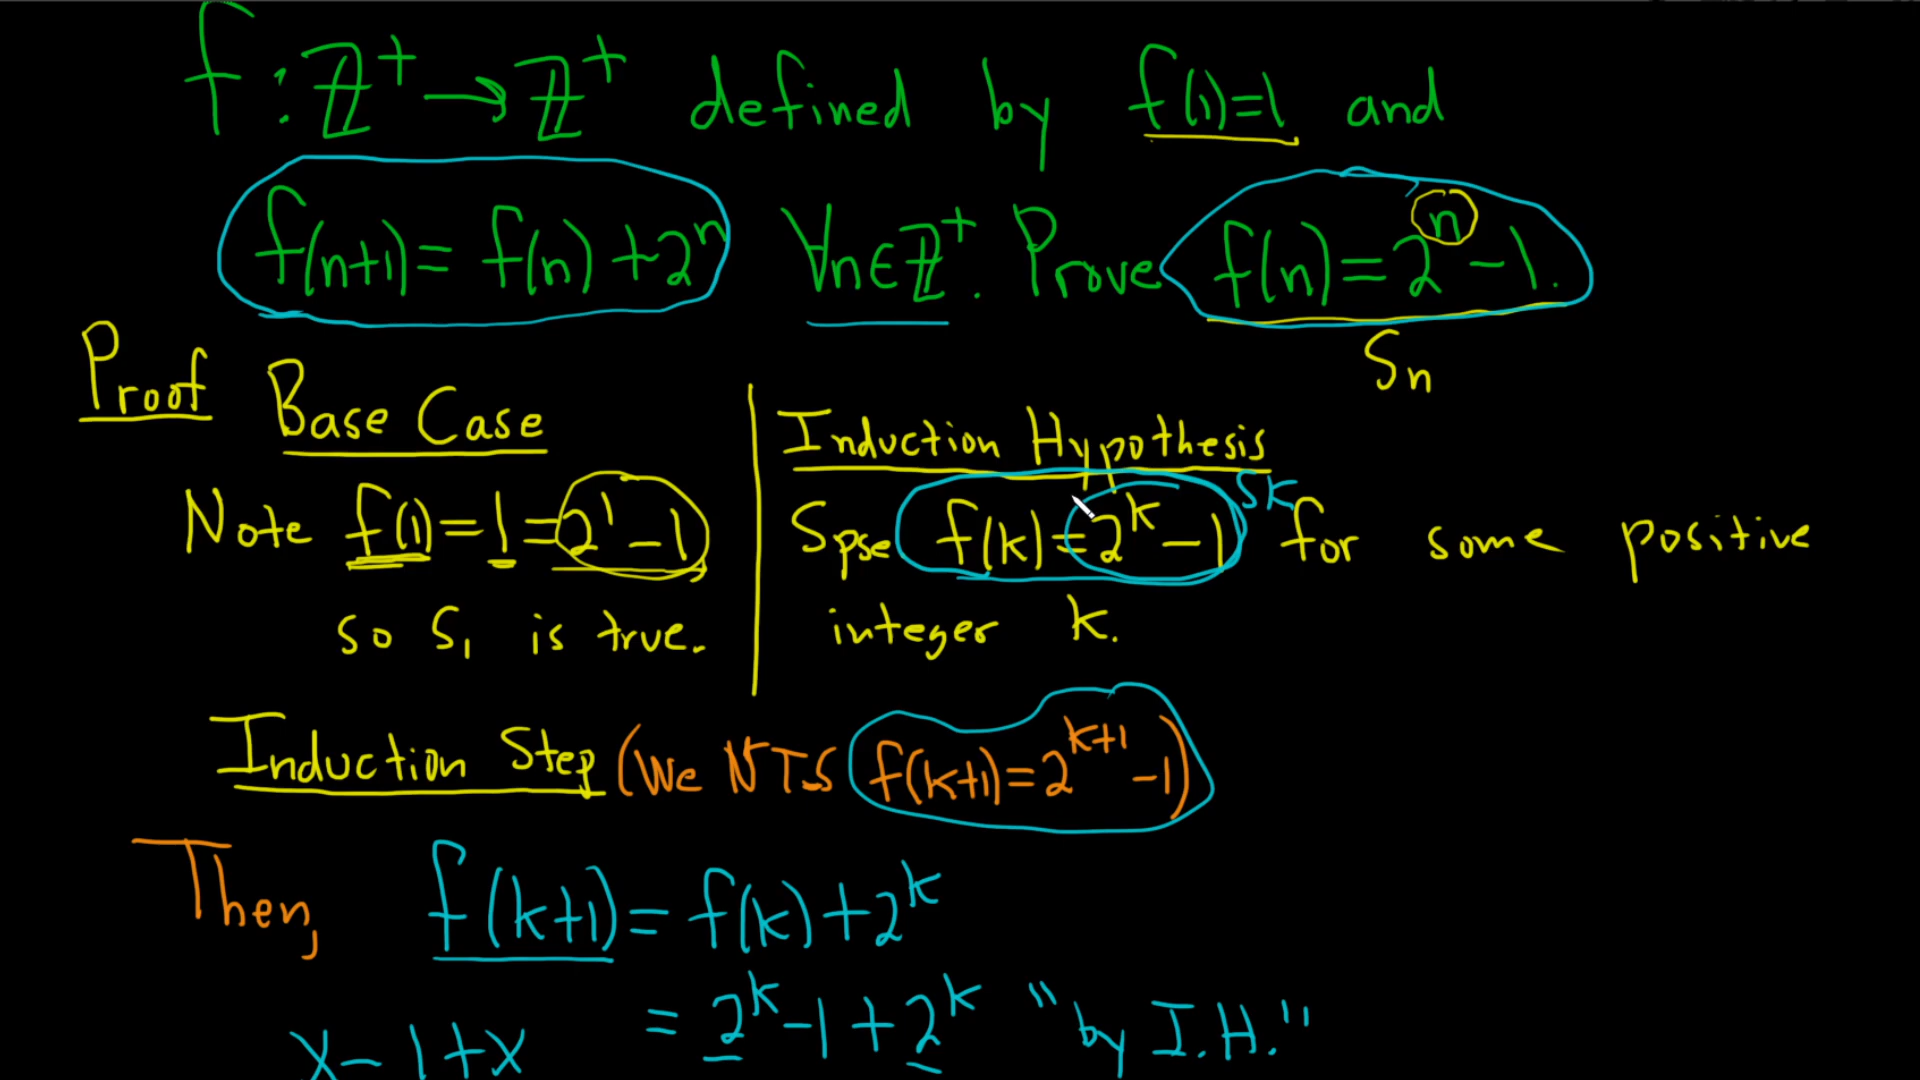 f : ℤ⁺ → ℤ⁺ defined by f(1)=1 and
f(n+1) = f(n) + 2ⁿ ∀n∈ℤ⁺. Prove f(n) = 2ⁿ - 1.
Sₙ
Proof Base Case
Note f(1) = 1 = 2¹ - 1
so S₁ is true.
Induction Hypothesis
Spse f(k) = 2ᵏ - 1 Sk for some positive
integer k.
Induction Step (We NTS f(k+1) = 2ᵏ⁺¹ - 1)
Then, f(k+1) = f(k) + 2ᵏ
= 2ᵏ - 1 + 2ᵏ "by I.H."
x - 1 + x